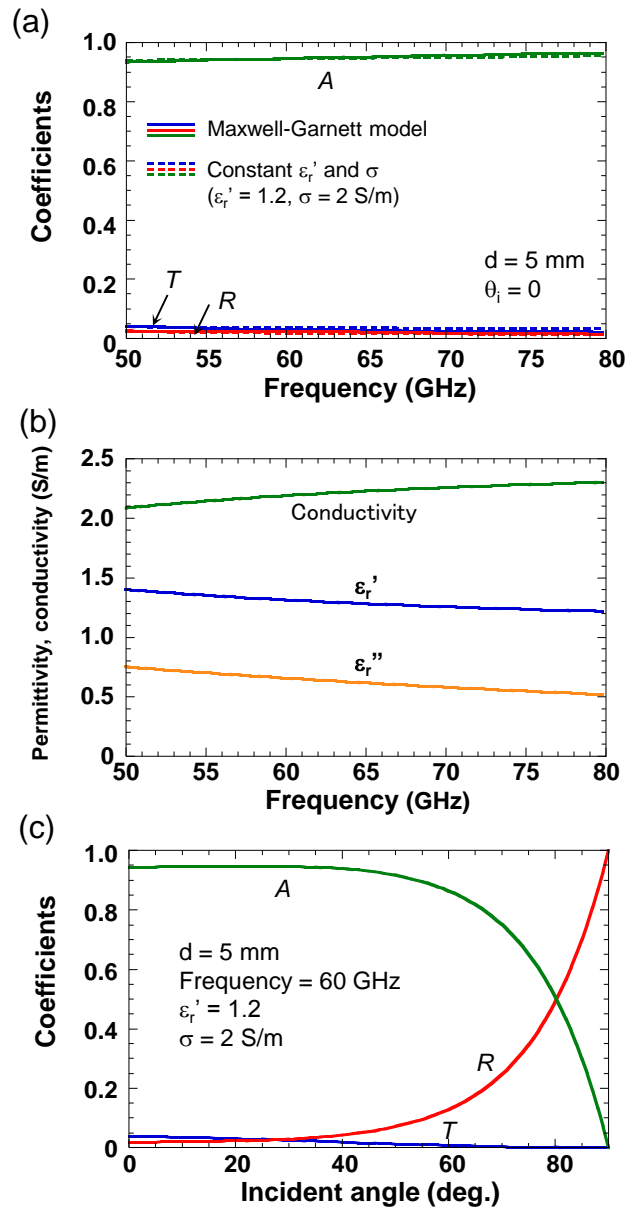 (a)
1.0
0.8
0.6
0.4
0.2
0
Coefficients
A
Maxwell-Garnett model
Constant εr' and σ
(εr' = 1.2, σ = 2 S/m)
d = 5 mm
θi = 0
T
R
50 55 60 65 70 75 80
Frequency (GHz)
(b)
2.5
2.0
1.5
1.0
0.5
0
Permittivity, conductivity (S/m)
Conductivity
εr'
εr''
50 55 60 65 70 75 80
Frequency (GHz)
(c)
1.0
0.8
0.6
0.4
0.2
0
Coefficients
A
d = 5 mm
Frequency = 60 GHz
εr' = 1.2
σ = 2 S/m
R
T
0 20 40 60 80
Incident angle (deg.)